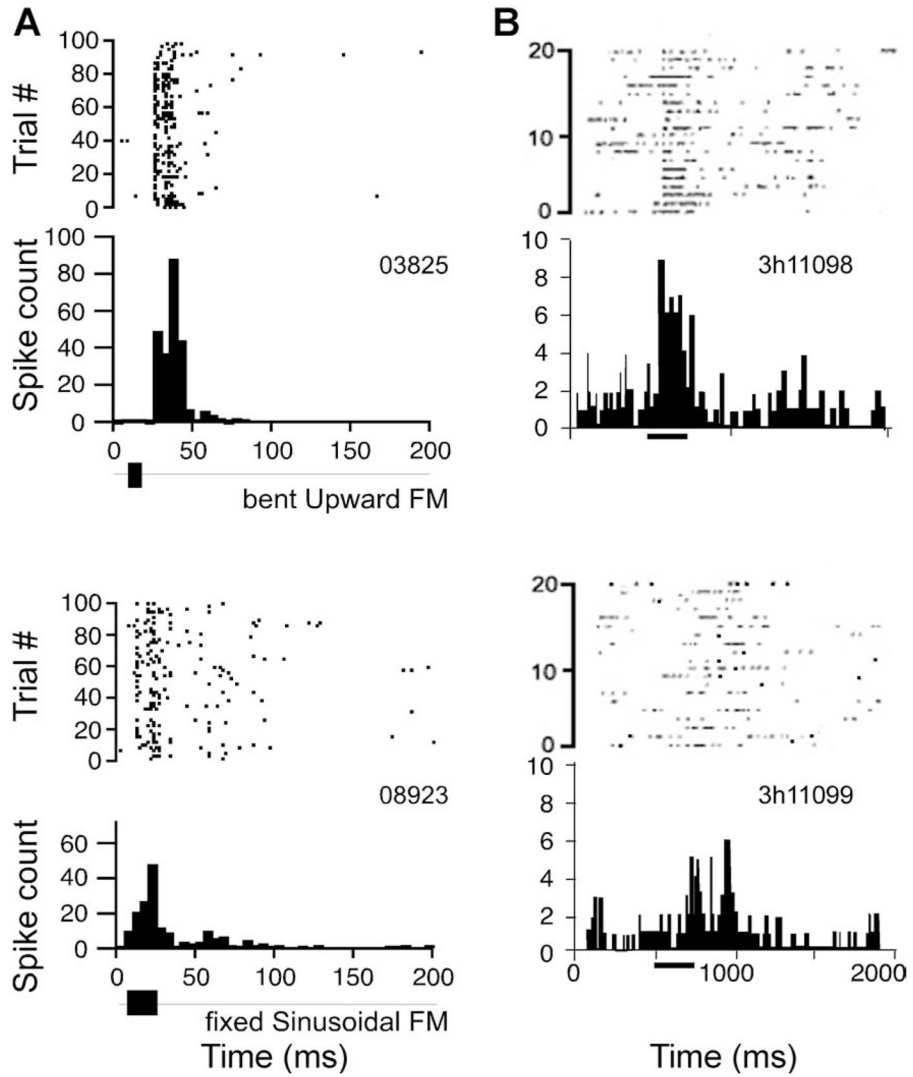 A
B
Trial #
100
80
60
40
20
0
20
10
0
Spike count
100
80
60
40
20
0
03825
0 50 100 150 200
bent Upward FM
10
8
6
4
2
0
3h11098
Trial #
100
80
60
40
20
0
20
10
0
Spike count
60
40
20
0
08923
0 50 100 150 200
fixed Sinusoidal FM
Time (ms)
10
8
6
4
2
0
3h11099
0 1000 2000
Time (ms)